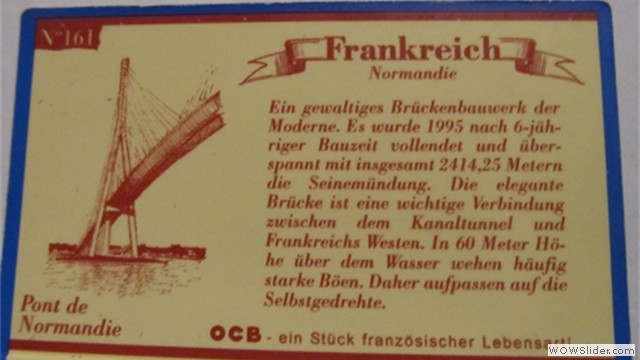 N° 161
Frankreich
Normandie
Ein gewaltiges Brückenbauwerk der
Moderne. Es wurde 1995 nach 6-jäh-
riger Bauzeit vollendet und über-
spannt mit insgesamt 2414,25 Metern
die Seinemündung. Die elegante
Brücke ist eine wichtige Verbindung
zwischen dem Kanaltunnel und
Frankreichs Westen. In 60 Meter Hö-
he über dem Wasser wehen häufig
starke Böen. Daher aufpassen auf die
Selbstgedrehte.
Pont de
Normandie
OCB - ein Stück französischer Lebensart!
WOWSlider.com